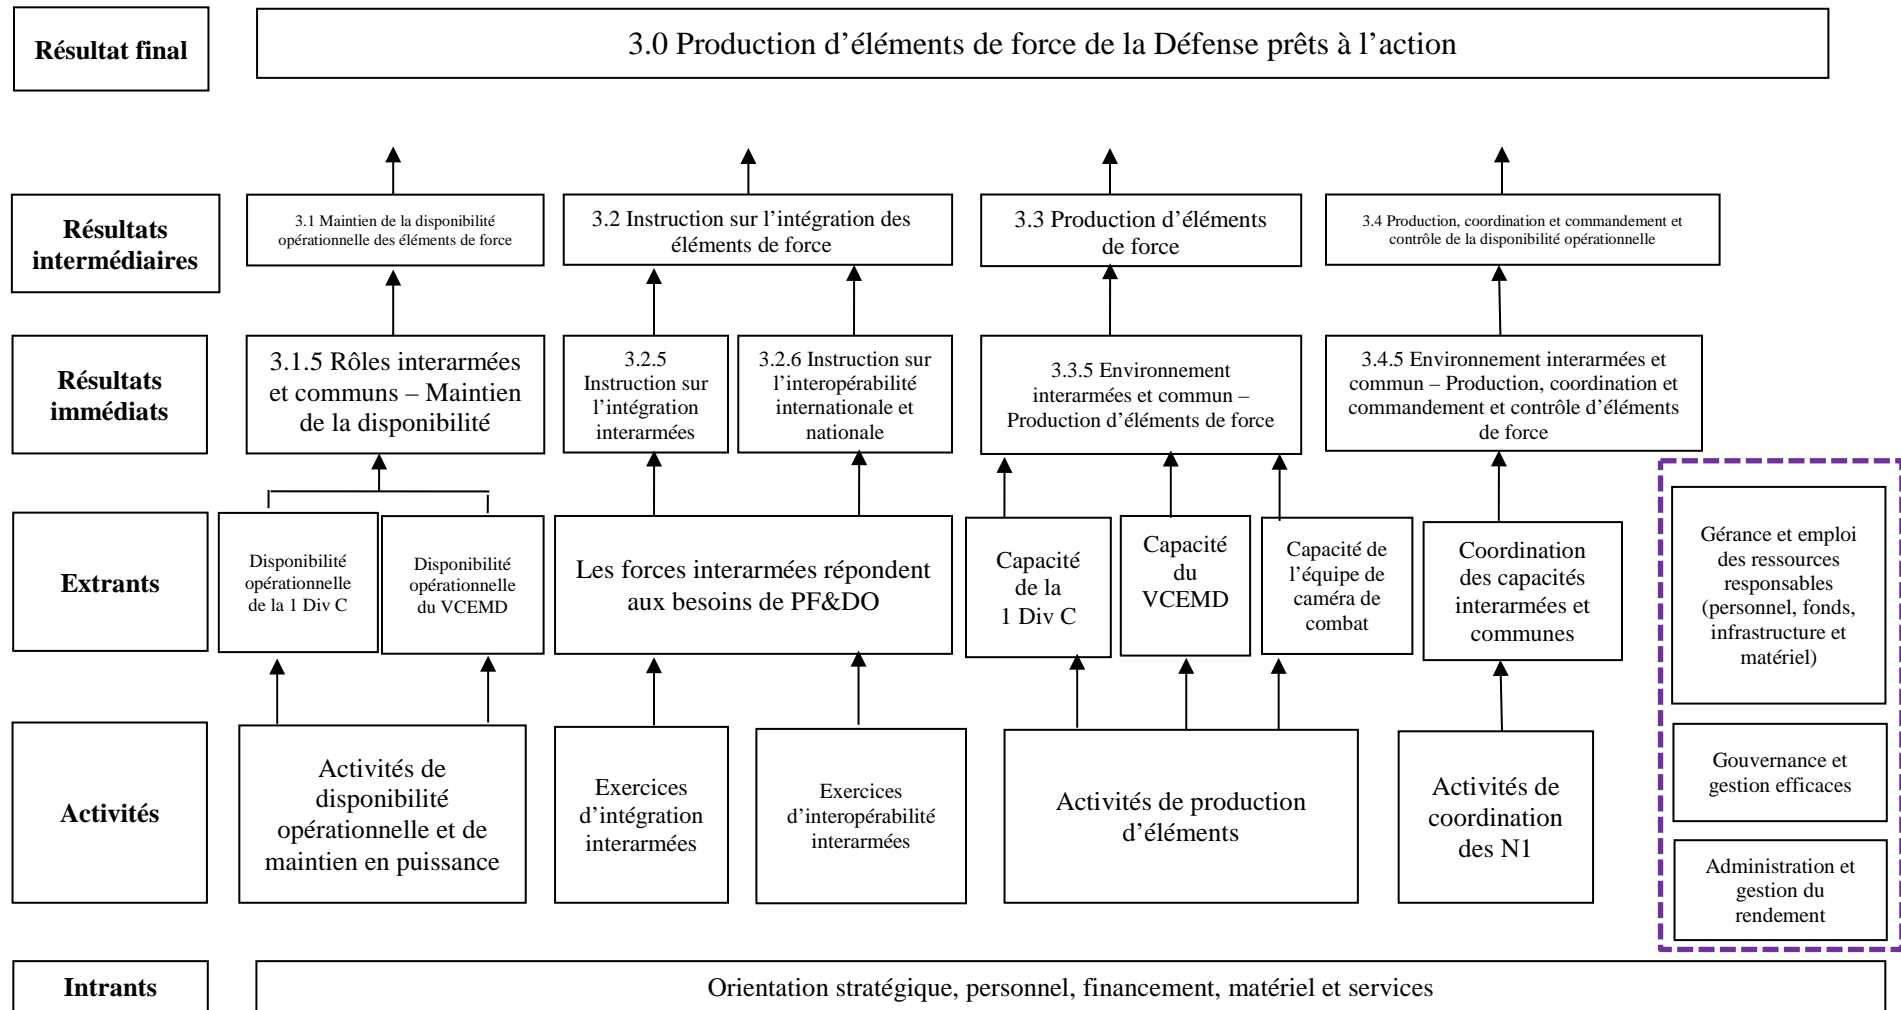 Résultat final
3.0 Production d’éléments de force de la Défense prêts à l’action
Résultats
intermédiaires
3.1 Maintien de la disponibilité
opérationnelle des éléments de force
3.2 Instruction sur l’intégration des
éléments de force
3.3 Production d’éléments
de force
3.4 Production, coordination et commandement et
contrôle de la disponibilité opérationnelle
Résultats
immédiats
3.1.5 Rôles interarmées
et communs – Maintien
de la disponibilité
3.2.5
Instruction sur
l’intégration
interarmées
3.2.6 Instruction sur
l’interopérabilité
internationale et
nationale
3.3.5 Environnement
interarmées et commun –
Production d’éléments de force
3.4.5 Environnement interarmées et
commun – Production, coordination et
commandement et contrôle d’éléments
de force
Extrants
Disponibilité
opérationnelle
de la 1 Div C
Disponibilité
opérationnelle
du VCEMD
Les forces interarmées répondent
aux besoins de PF&DO
Capacité
de la
1 Div C
Capacité
du
VCEMD
Capacité de
l’équipe de
caméra de
combat
Coordination
des capacités
interarmées et
communes
Gérance et emploi
des ressources
responsables
(personnel, fonds,
infrastructure et
matériel)
Activités
Activités de
disponibilité
opérationnelle et de
maintien en puissance
Exercices
d’intégration
interarmées
Exercices
d’interopérabilité
interarmées
Activités de production
d’éléments
Activités de
coordination
des N1
Gouvernance et
gestion efficaces
Administration et
gestion du
rendement
Intrants
Orientation stratégique, personnel, financement, matériel et services